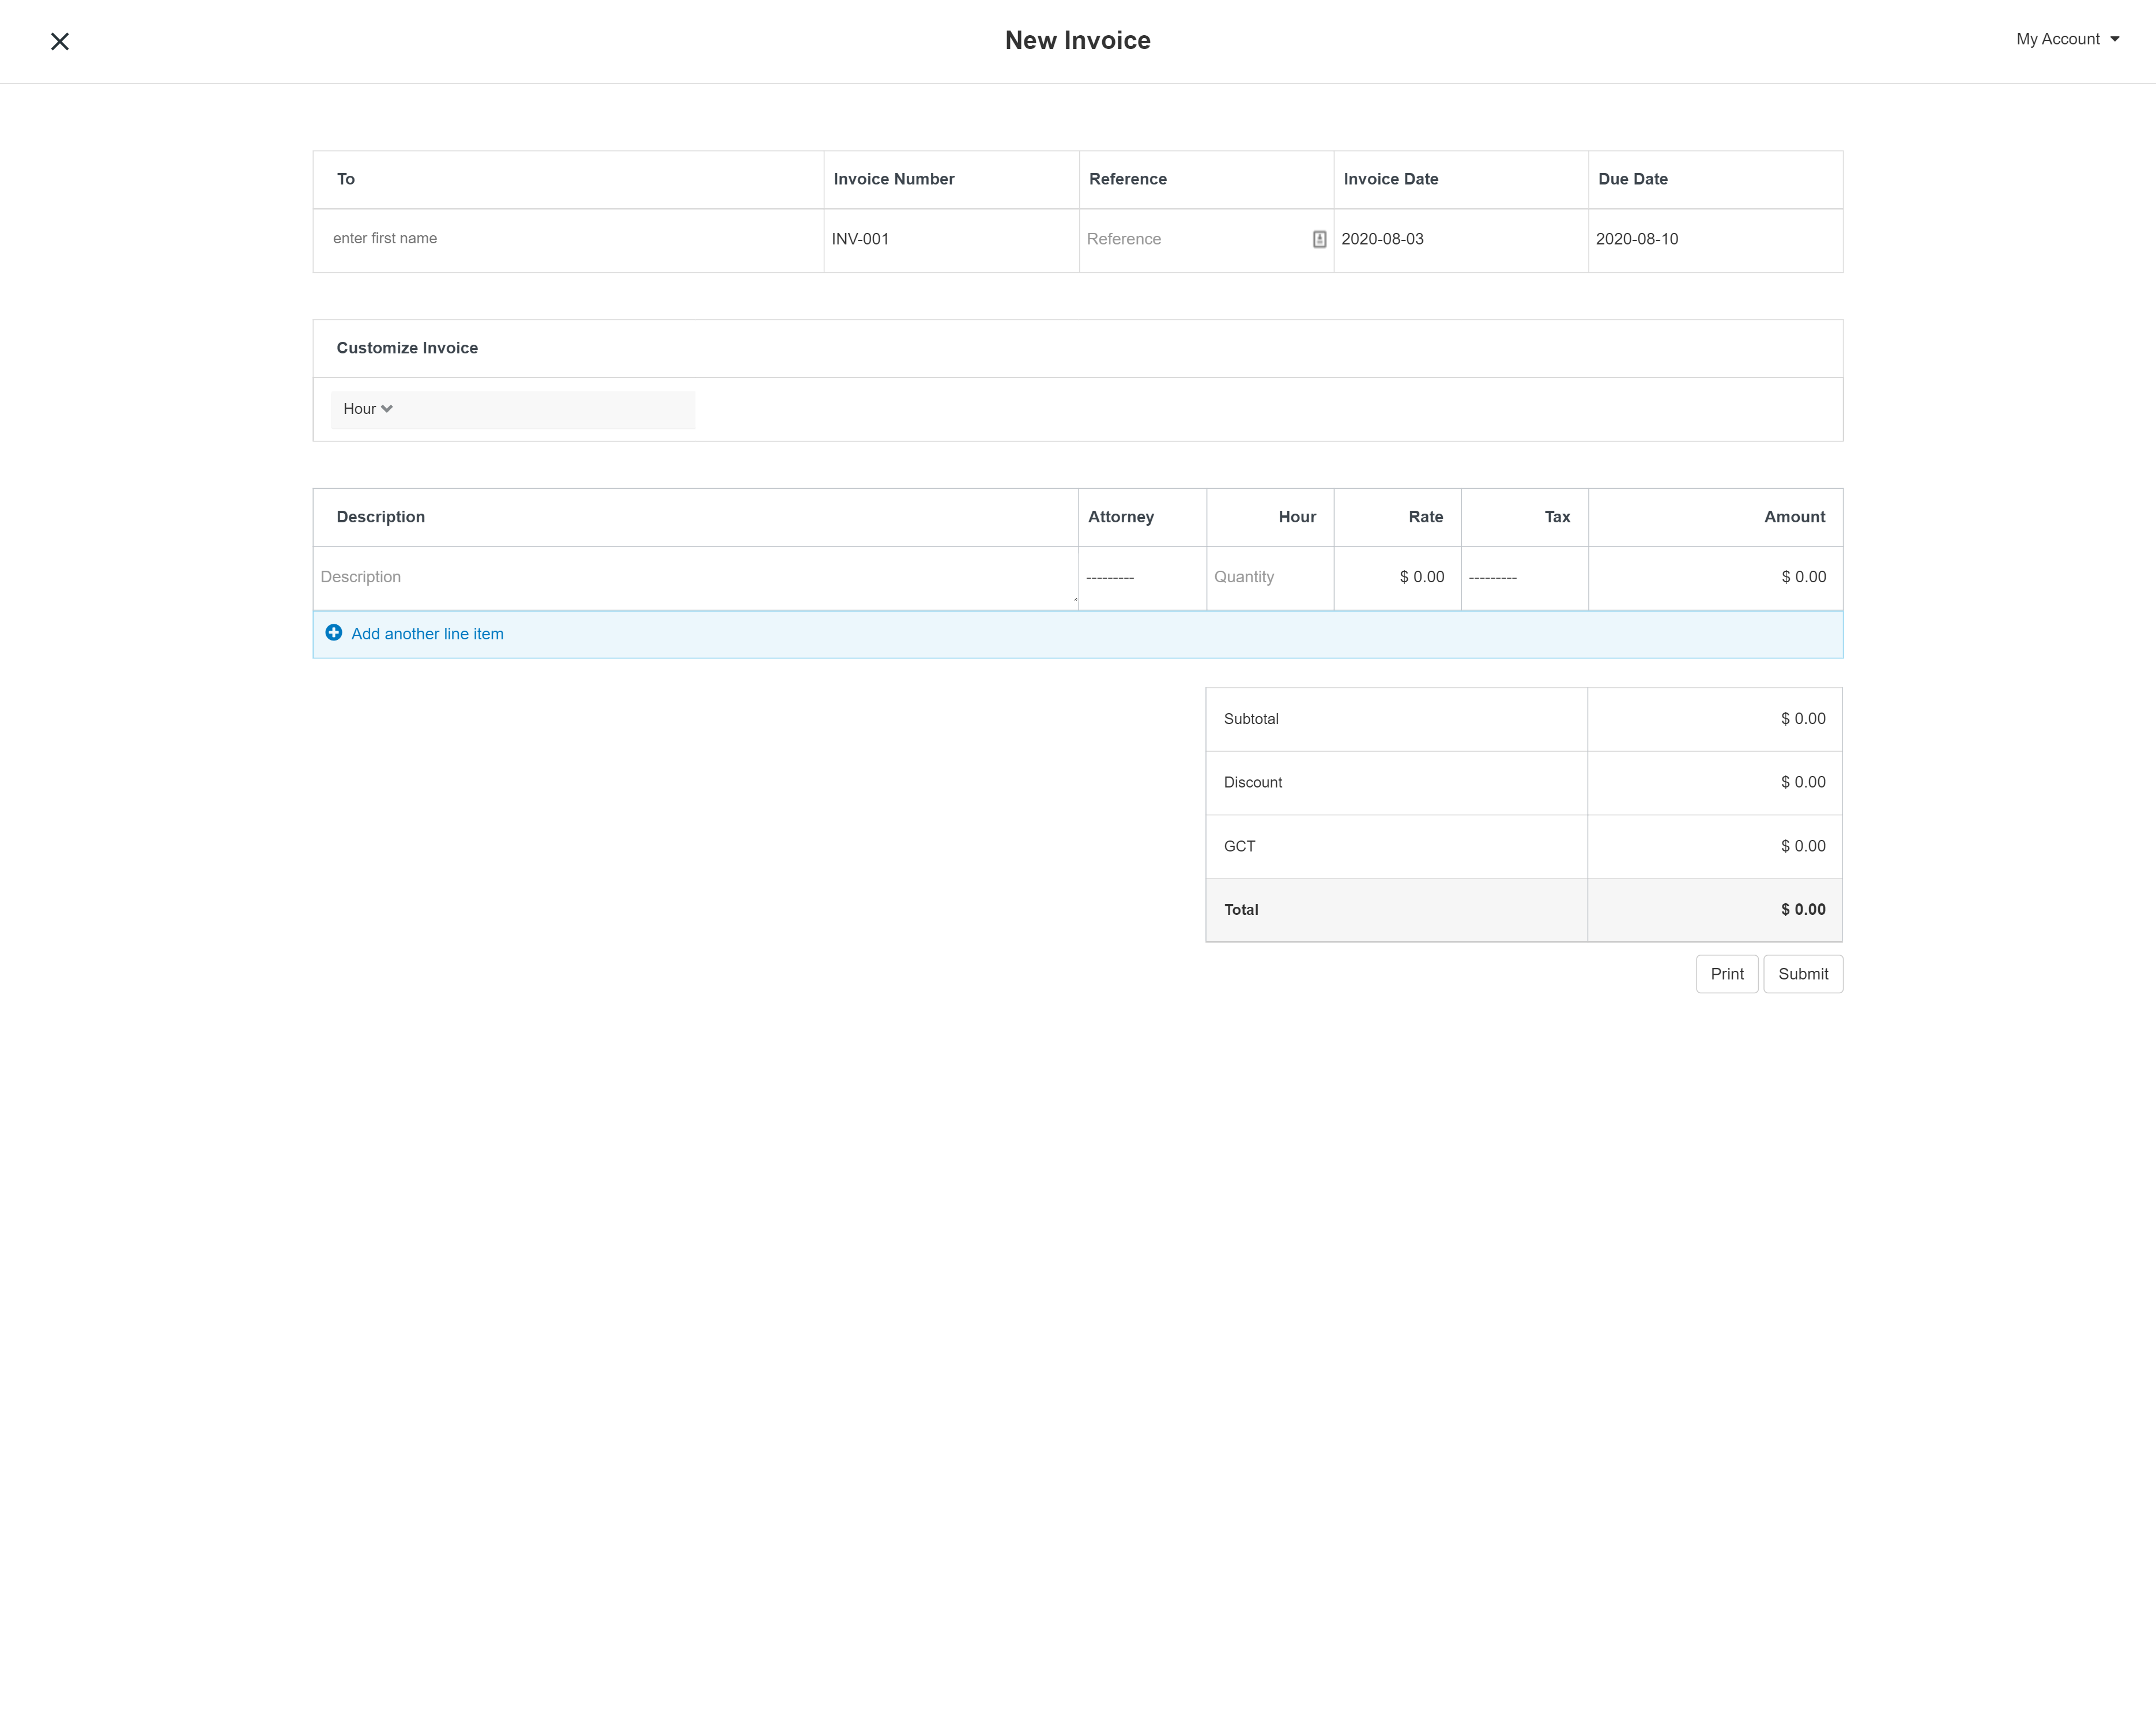 New Invoice
My Account
To Invoice Number Reference Invoice Date Due Date
enter first name INV-001 Reference 2020-08-03 2020-08-10
Customize Invoice
Hour
Description Attorney Hour Rate Tax Amount
Description --------- Quantity $ 0.00 --------- $ 0.00
Add another line item
Subtotal $ 0.00
Discount $ 0.00
GCT $ 0.00
Total $ 0.00
Print Submit